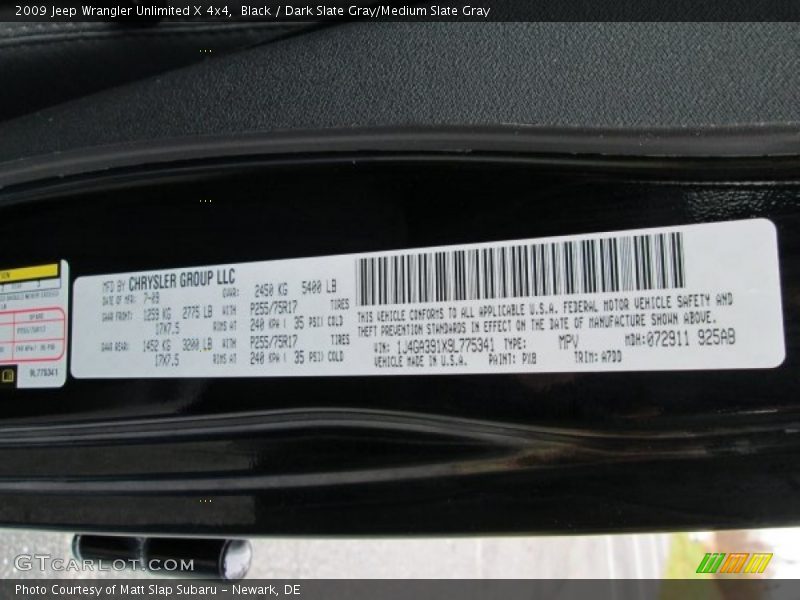 2009 Jeep Wrangler Unlimited X 4x4, Black / Dark Slate Gray/Medium Slate Gray
MFD BY CHRYSLER GROUP LLC
DATE OF MFR: 7-09 GVWR: 2450 KG 5400 LB
GAWR FRONT: 1259 KG 2775 LB WITH P255/75R17 TIRES
17X7.5 RIMS AT 240 KPA ( 35 PSI) COLD
GAWR REAR: 1452 KG 3200 LB WITH P255/75R17 TIRES
17X7.5 RIMS AT 240 KPA ( 35 PSI) COLD
THIS VEHICLE CONFORMS TO ALL APPLICABLE U.S.A. FEDERAL MOTOR VEHICLE SAFETY AND
THEFT PREVENTION STANDARDS IN EFFECT ON THE DATE OF MANUFACTURE SHOWN ABOVE.
VIN: 1J4GA391X9L775341 TYPE: MPV MDH: 072911 925AB
VEHICLE MADE IN U.S.A. PAINT: PX8 TRIM: A7DD
SPARE
9L775341
GTCARLOT.COM
Photo Courtesy of Matt Slap Subaru - Newark, DE